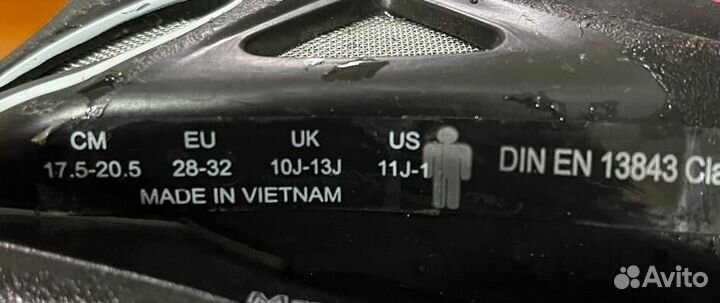 CM EU UK US
17.5-20.5 28-32 10J-13J 11J-1
DIN EN 13843
MADE IN VIETNAM
Avito